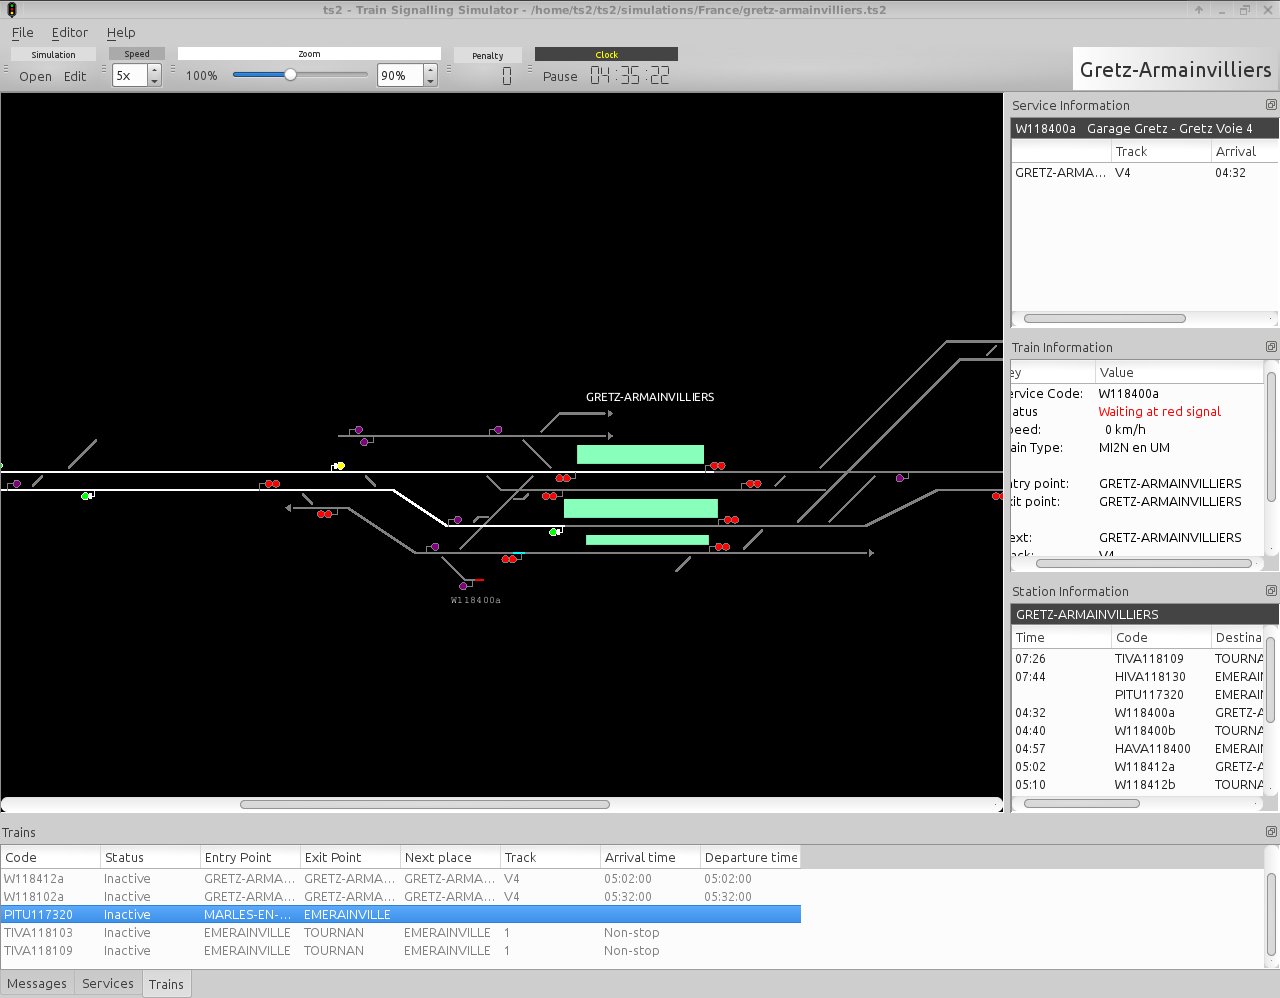 ts2 - Train Signalling Simulator - /home/ts2/ts2/simulations/France/gretz-armainvilliers.ts2
File Editor Help
Simulation Speed Zoom Penalty Clock
Open Edit 5x 100% 90% 0 Pause 04:35:22
Gretz-Armainvilliers
Service Information
W118400a Garage Gretz - Gretz Voie 4
Track Arrival
GRETZ-ARMA... V4 04:32
Train Information
ey Value
ervice Code: W118400a
atus Waiting at red signal
eed: 0 km/h
ain Type: MI2N en UM
ntry point: GRETZ-ARMAINVILLIERS
xit point: GRETZ-ARMAINVILLIERS
ext: GRETZ-ARMAINVILLIERS
ack: V4
GRETZ-ARMAINVILLIERS
W118400a
Station Information
GRETZ-ARMAINVILLIERS
Time Code Destina
07:26 TIVA118109 TOURNA
07:44 HIVA118130 EMERAIN
PITU117320 EMERAIN
04:32 W118400a GRETZ-A
04:40 W118400b TOURNA
04:57 HAVA118400 EMERAIN
05:02 W118412a GRETZ-A
05:10 W118412b TOURNA
Trains
Code Status Entry Point Exit Point Next place Track Arrival time Departure time
W118412a Inactive GRETZ-ARMA... GRETZ-ARMA... GRETZ-ARMA... V4 05:02:00 05:02:00
W118102a Inactive GRETZ-ARMA... GRETZ-ARMA... GRETZ-ARMA... V4 05:32:00 05:32:00
PITU117320 Inactive MARLES-EN-... EMERAINVILLE
TIVA118103 Inactive EMERAINVILLE TOURNAN EMERAINVILLE 1 Non-stop
TIVA118109 Inactive EMERAINVILLE TOURNAN EMERAINVILLE 1 Non-stop
Messages Services Trains